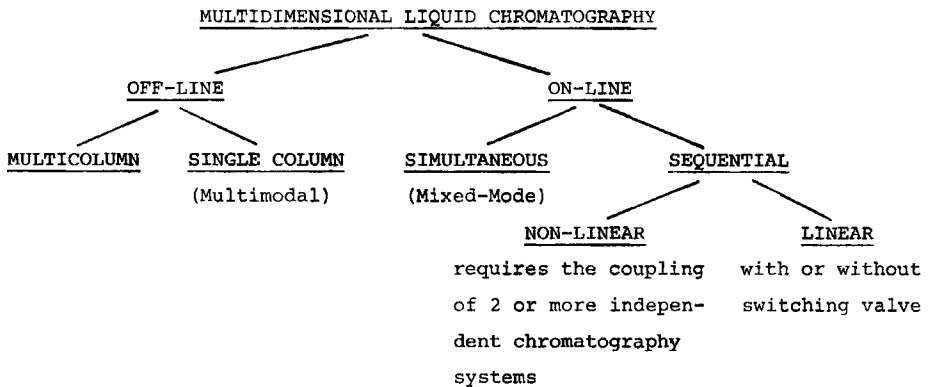 MULTIDIMENSIONAL LIQUID CHROMATOGRAPHY
OFF-LINE
ON-LINE
MULTICOLUMN
SINGLE COLUMN
(Multimodal)
SIMULTANEOUS
(Mixed-Mode)
SEQUENTIAL
NON-LINEAR
requires the coupling
of 2 or more indepen-
dent chromatography
systems
LINEAR
with or without
switching valve